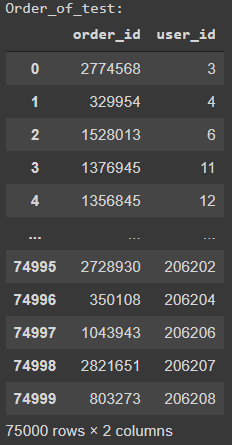 Order_of_test:
order_id user_id
0 2774568 3
1 329954 4
2 1528013 6
3 1376945 11
4 1356845 12
... ... ...
74995 2728930 206202
74996 350108 206204
74997 1043943 206206
74998 2821651 206207
74999 803273 206208
75000 rows × 2 columns